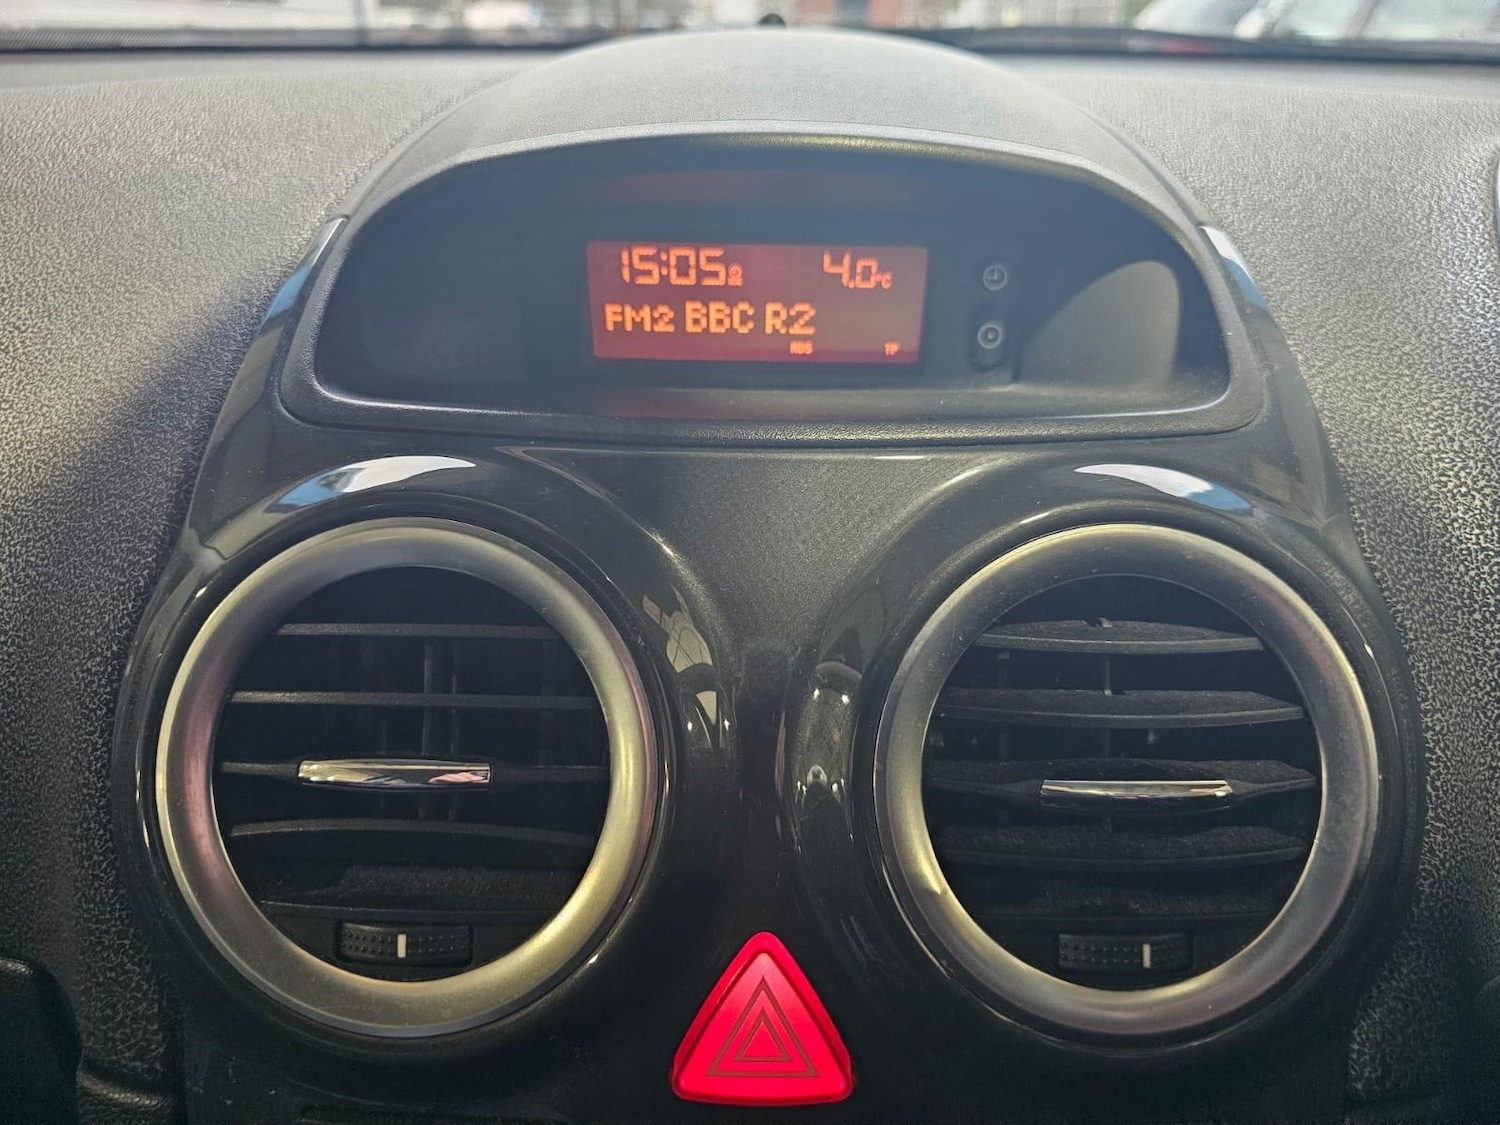 15:05 4.0°C
FM2 BBC R2
RDS TP